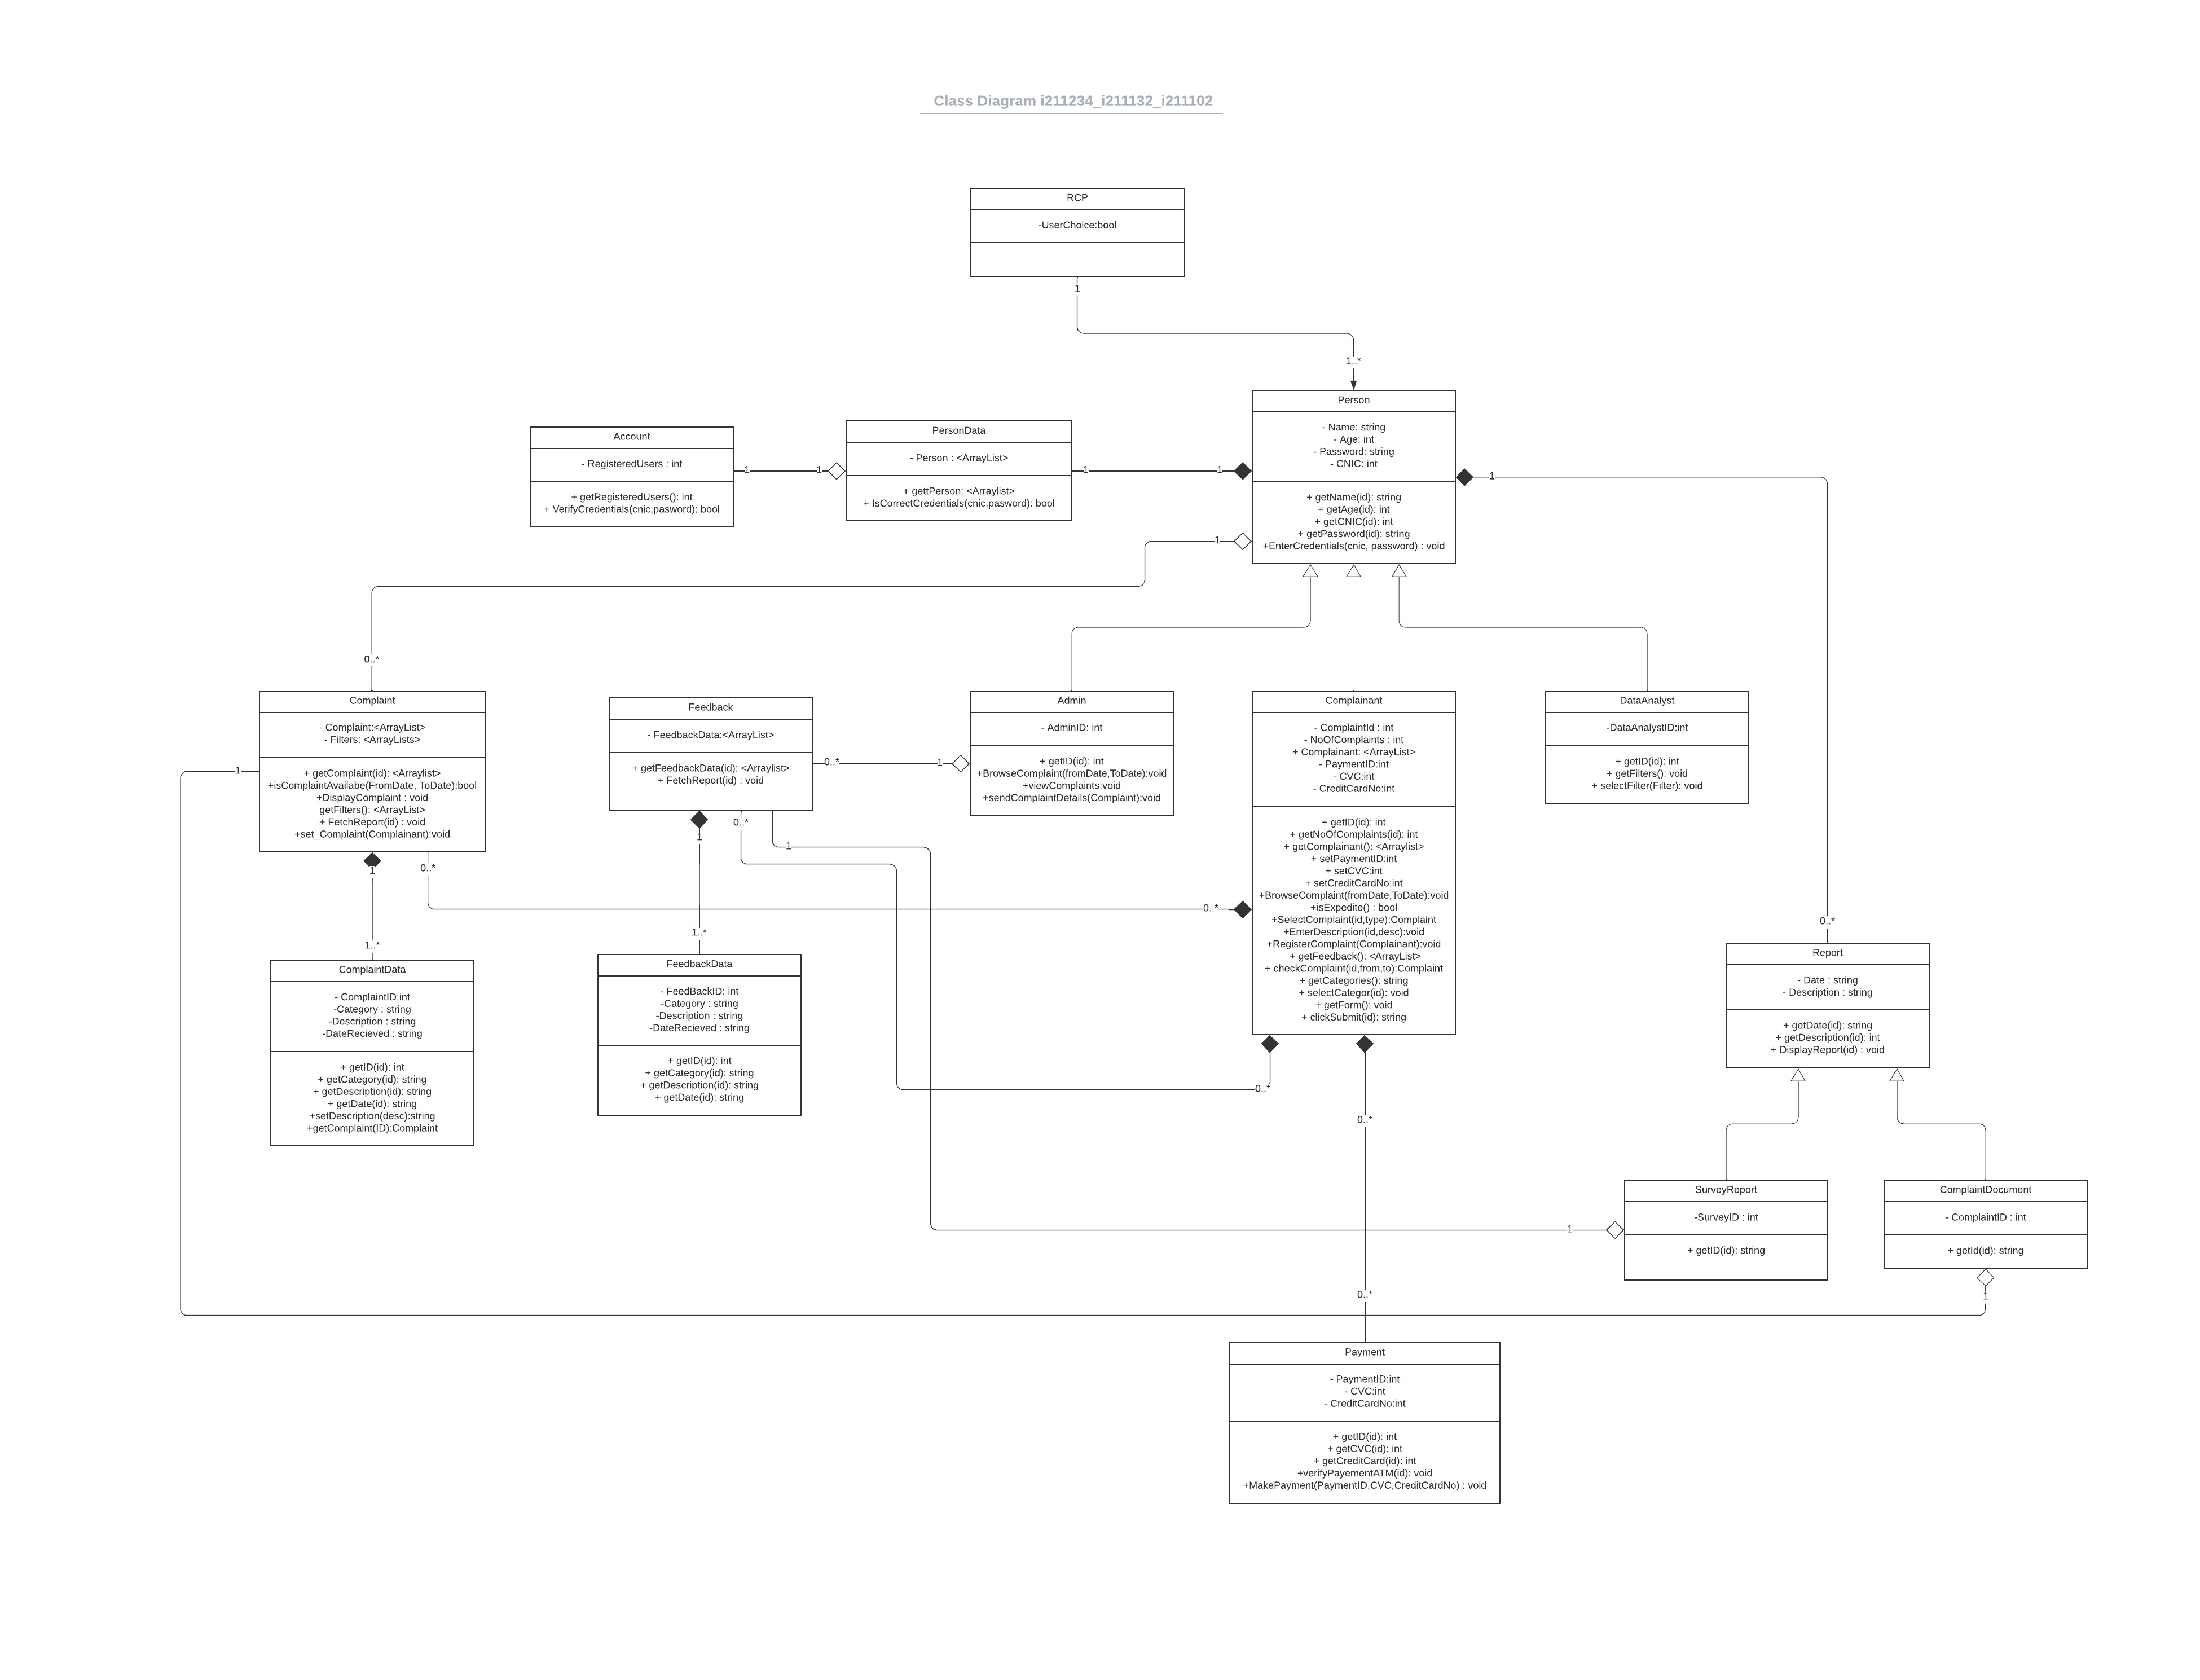 Class Diagram i211234_i211132_i211102
RCP
-UserChoice:bool
1
1..*
Person
- Name: string
- Age: int
- Password: string
- CNIC: int
+ getName(id): string
+ getAge(id): int
+ getCNIC(id): int
+ getPassword(id): string
+EnterCredentials(cnic, password) : void
Account
- RegisteredUsers : int
+ getRegisteredUsers(): int
+ VerifyCredentials(cnic,pasword): bool
1
1
PersonData
- Person : <ArrayList>
+ gettPerson: <Arraylist>
+ IsCorrectCredentials(cnic,pasword): bool
1
1
1
1
0..*
Complaint
- Complaint:<ArrayList>
- Filters: <ArrayLists>
+ getComplaint(id): <Arraylist>
+isComplaintAvailabe(FromDate, ToDate):bool
+DisplayComplaint : void
getFilters(): <ArrayList>
+ FetchReport(id) : void
+set_Complaint(Complainant):void
1
1
0..*
0..*
1..*
Feedback
- FeedbackData:<ArrayList>
+ getFeedbackData(id): <Arraylist>
+ FetchReport(id) : void
0..*
1
1
0..*
1
1..*
Admin
- AdminID: int
+ getID(id): int
+BrowseComplaint(fromDate,ToDate):void
+viewComplaints:void
+sendComplaintDetails(Complaint):void
Complainant
- ComplaintId : int
- NoOfComplaints : int
+ Complainant: <ArrayList>
- PaymentID:int
- CVC:int
- CreditCardNo:int
+ getID(id): int
+ getNoOfComplaints(id): int
+ getComplainant(): <Arraylist>
+ setPaymentID:int
+ setCVC:int
+ setCreditCardNo:int
+BrowseComplaint(fromDate,ToDate):void
+isExpedite() : bool
+SelectComplaint(id,type):Complaint
+EnterDescription(id,desc):void
+RegisterComplaint(Complainant):void
+ getFeedback(): <ArrayList>
+ checkComplaint(id,from,to):Complaint
+ getCategories(): string
+ selectCategor(id): void
+ getForm(): void
+ clickSubmit(id): string
DataAnalyst
-DataAnalystID:int
+ getID(id): int
+ getFilters(): void
+ selectFilter(Filter): void
0..*
ComplaintData
- ComplaintID:int
-Category : string
-Description : string
-DateRecieved : string
+ getID(id): int
+ getCategory(id): string
+ getDescription(id): string
+ getDate(id): string
+setDescription(desc):string
+getComplaint(ID):Complaint
FeedbackData
- FeedBackID: int
-Category : string
-Description : string
-DateRecieved : string
+ getID(id): int
+ getCategory(id): string
+ getDescription(id): string
+ getDate(id): string
Report
- Date : string
- Description : string
+ getDate(id): string
+ getDescription(id): int
+ DisplayReport(id) : void
0..*
0..*
0..*
1
SurveyReport
-SurveyID : int
+ getID(id): string
ComplaintDocument
- ComplaintID : int
+ getId(id): string
1
Payment
- PaymentID:int
- CVC:int
- CreditCardNo:int
+ getID(id): int
+ getCVC(id): int
+ getCreditCard(id): int
+verifyPayementATM(id): void
+MakePayment(PaymentID,CVC,CreditCardNo) : void